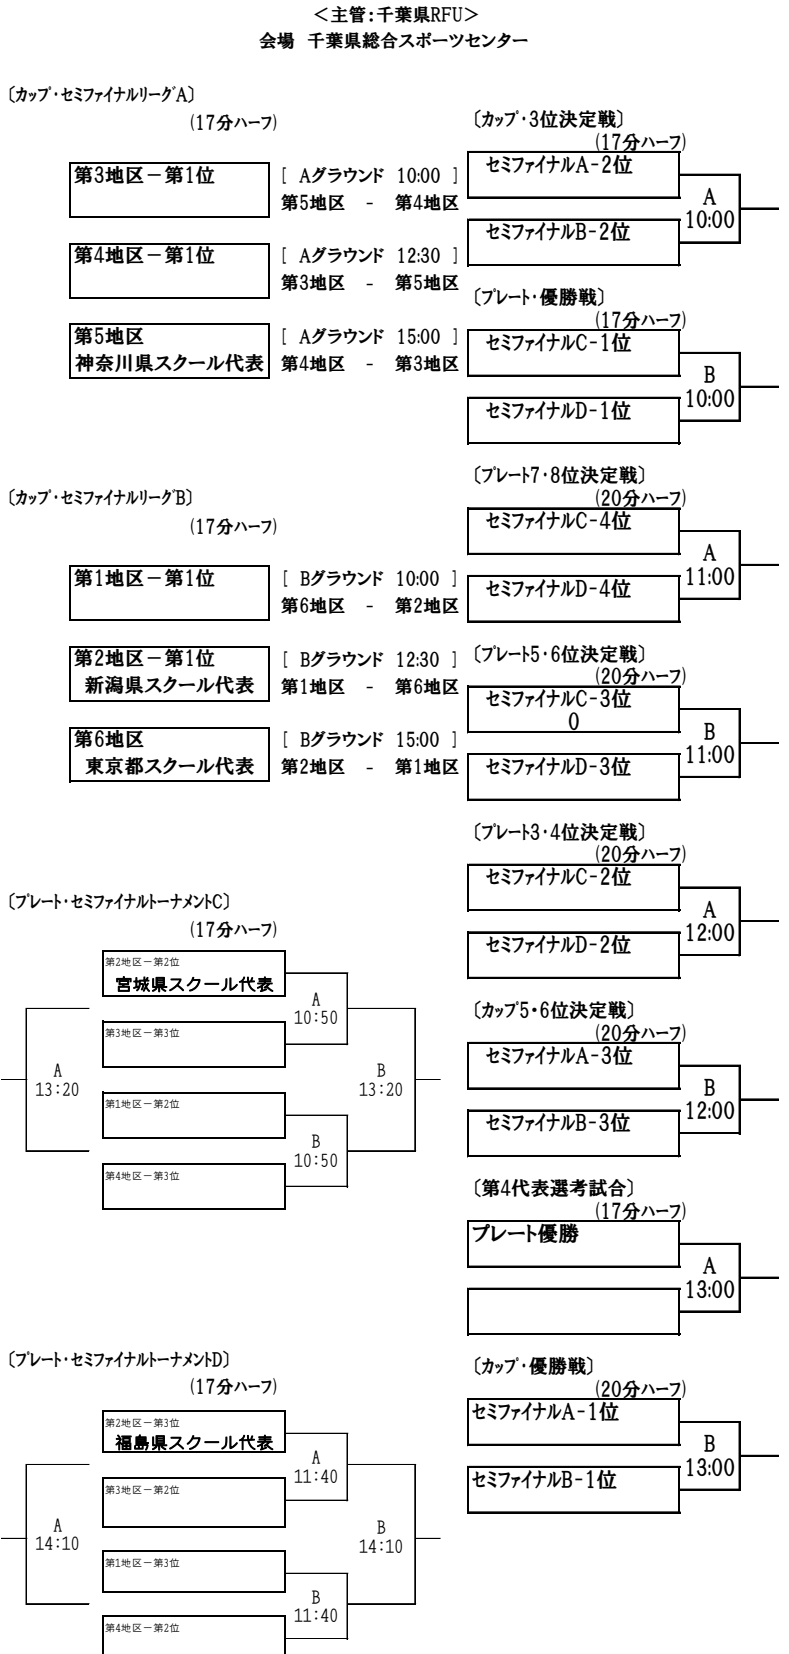 ＜主管：千葉県RFU＞
会場　千葉県総合スポーツセンター
〔カップ・セミファイナルリーグA〕
（17分ハーフ）
第3地区－第1位
[ Aグラウンド 10:00 ]
第5地区 - 第4地区
第4地区－第1位
[ Aグラウンド 12:30 ]
第3地区 - 第5地区
第5地区
神奈川県スクール代表
[ Aグラウンド 15:00 ]
第4地区 - 第3地区
〔カップ・セミファイナルリーグB〕
（17分ハーフ）
第1地区－第1位
[ Bグラウンド 10:00 ]
第6地区 - 第2地区
第2地区－第1位
新潟県スクール代表
[ Bグラウンド 12:30 ]
第1地区 - 第6地区
第6地区
東京都スクール代表
[ Bグラウンド 15:00 ]
第2地区 - 第1地区
〔プレート・セミファイナルトーナメントC〕
（17分ハーフ）
第2地区－第2位
宮城県スクール代表
A
10:50
第3地区－第3位
A
13:20
B
13:20
第1地区－第2位
B
10:50
第4地区－第3位
〔プレート・セミファイナルトーナメントD〕
（17分ハーフ）
第2地区－第3位
福島県スクール代表
A
11:40
第3地区－第2位
A
14:10
B
14:10
第1地区－第3位
B
11:40
第4地区－第2位
〔カップ・3位決定戦〕
（17分ハーフ）
セミファイナルA-2位
A
10:00
セミファイナルB-2位
〔プレート・優勝戦〕
（17分ハーフ）
セミファイナルC-1位
B
10:00
セミファイナルD-1位
〔プレート7・8位決定戦〕
（20分ハーフ）
セミファイナルC-4位
A
11:00
セミファイナルD-4位
〔プレート5・6位決定戦〕
（20分ハーフ）
セミファイナルC-3位
0
B
11:00
セミファイナルD-3位
〔プレート3・4位決定戦〕
（20分ハーフ）
セミファイナルC-2位
A
12:00
セミファイナルD-2位
〔カップ5・6位決定戦〕
（20分ハーフ）
セミファイナルA-3位
B
12:00
セミファイナルB-3位
〔第4代表選考試合〕
（17分ハーフ）
プレート優勝
A
13:00
〔カップ・優勝戦〕
（20分ハーフ）
セミファイナルA-1位
B
13:00
セミファイナルB-1位